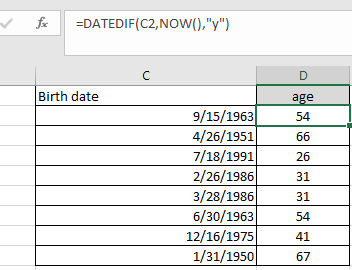 fx =DATEDIF(C2,NOW(),"y")
C D
Birth date age
9/15/1963 54
4/26/1951 66
7/18/1991 26
2/26/1986 31
3/28/1986 31
6/30/1963 54
12/16/1975 41
1/31/1950 67